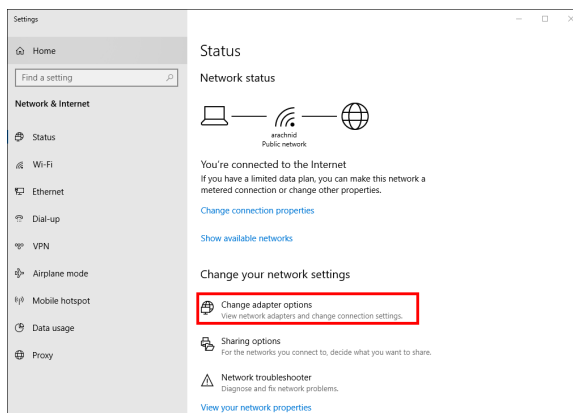 Settings
Home
Find a setting
Network & Internet
Status
Wi-Fi
Ethernet
Dial-up
VPN
Airplane mode
Mobile hotspot
Data usage
Proxy
Status
Network status
arachnid
Public network
You're connected to the Internet
If you have a limited data plan, you can make this network a
metered connection or change other properties.
Change connection properties
Show available networks
Change your network settings
Change adapter options
View network adapters and change connection settings.
Sharing options
For the networks you connect to, decide what you want to share.
Network troubleshooter
Diagnose and fix network problems.
View your network properties